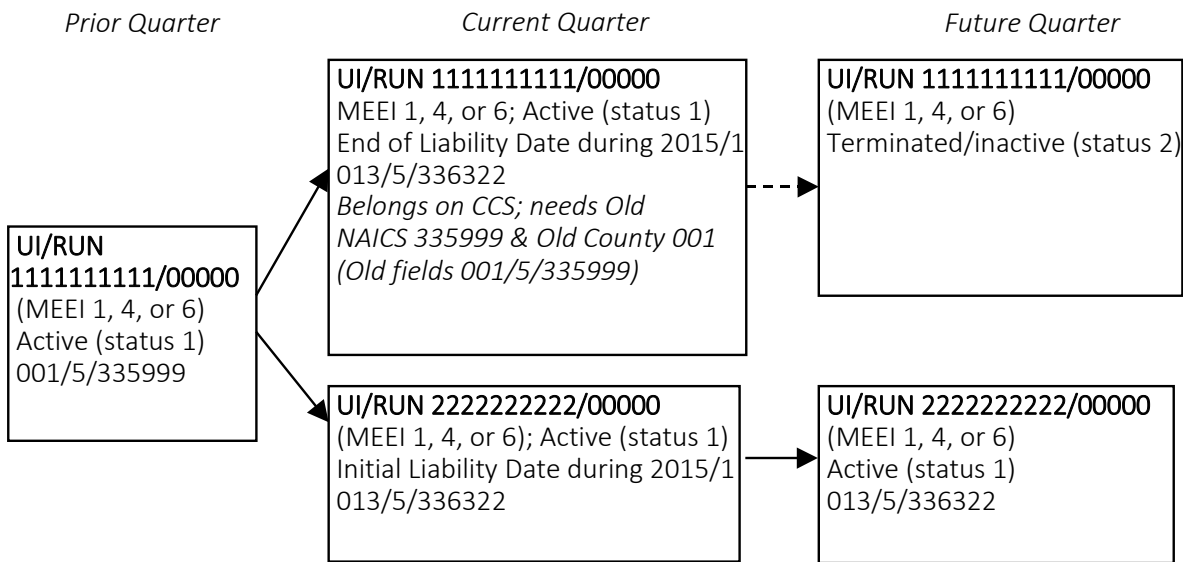 Prior Quarter
Current Quarter
Future Quarter
UI/RUN
1111111111/00000
(MEEI 1, 4, or 6)
Active (status 1)
001/5/335999
UI/RUN 1111111111/00000
MEEI 1, 4, or 6; Active (status 1)
End of Liability Date during 2015/1
013/5/336322
Belongs on CCS; needs Old
NAICS 335999 & Old County 001
(Old fields 001/5/335999)
UI/RUN 1111111111/00000
(MEEI 1, 4, or 6)
Terminated/inactive (status 2)
UI/RUN 2222222222/00000
(MEEI 1, 4, or 6); Active (status 1)
Initial Liability Date during 2015/1
013/5/336322
UI/RUN 2222222222/00000
(MEEI 1, 4, or 6)
Active (status 1)
013/5/336322